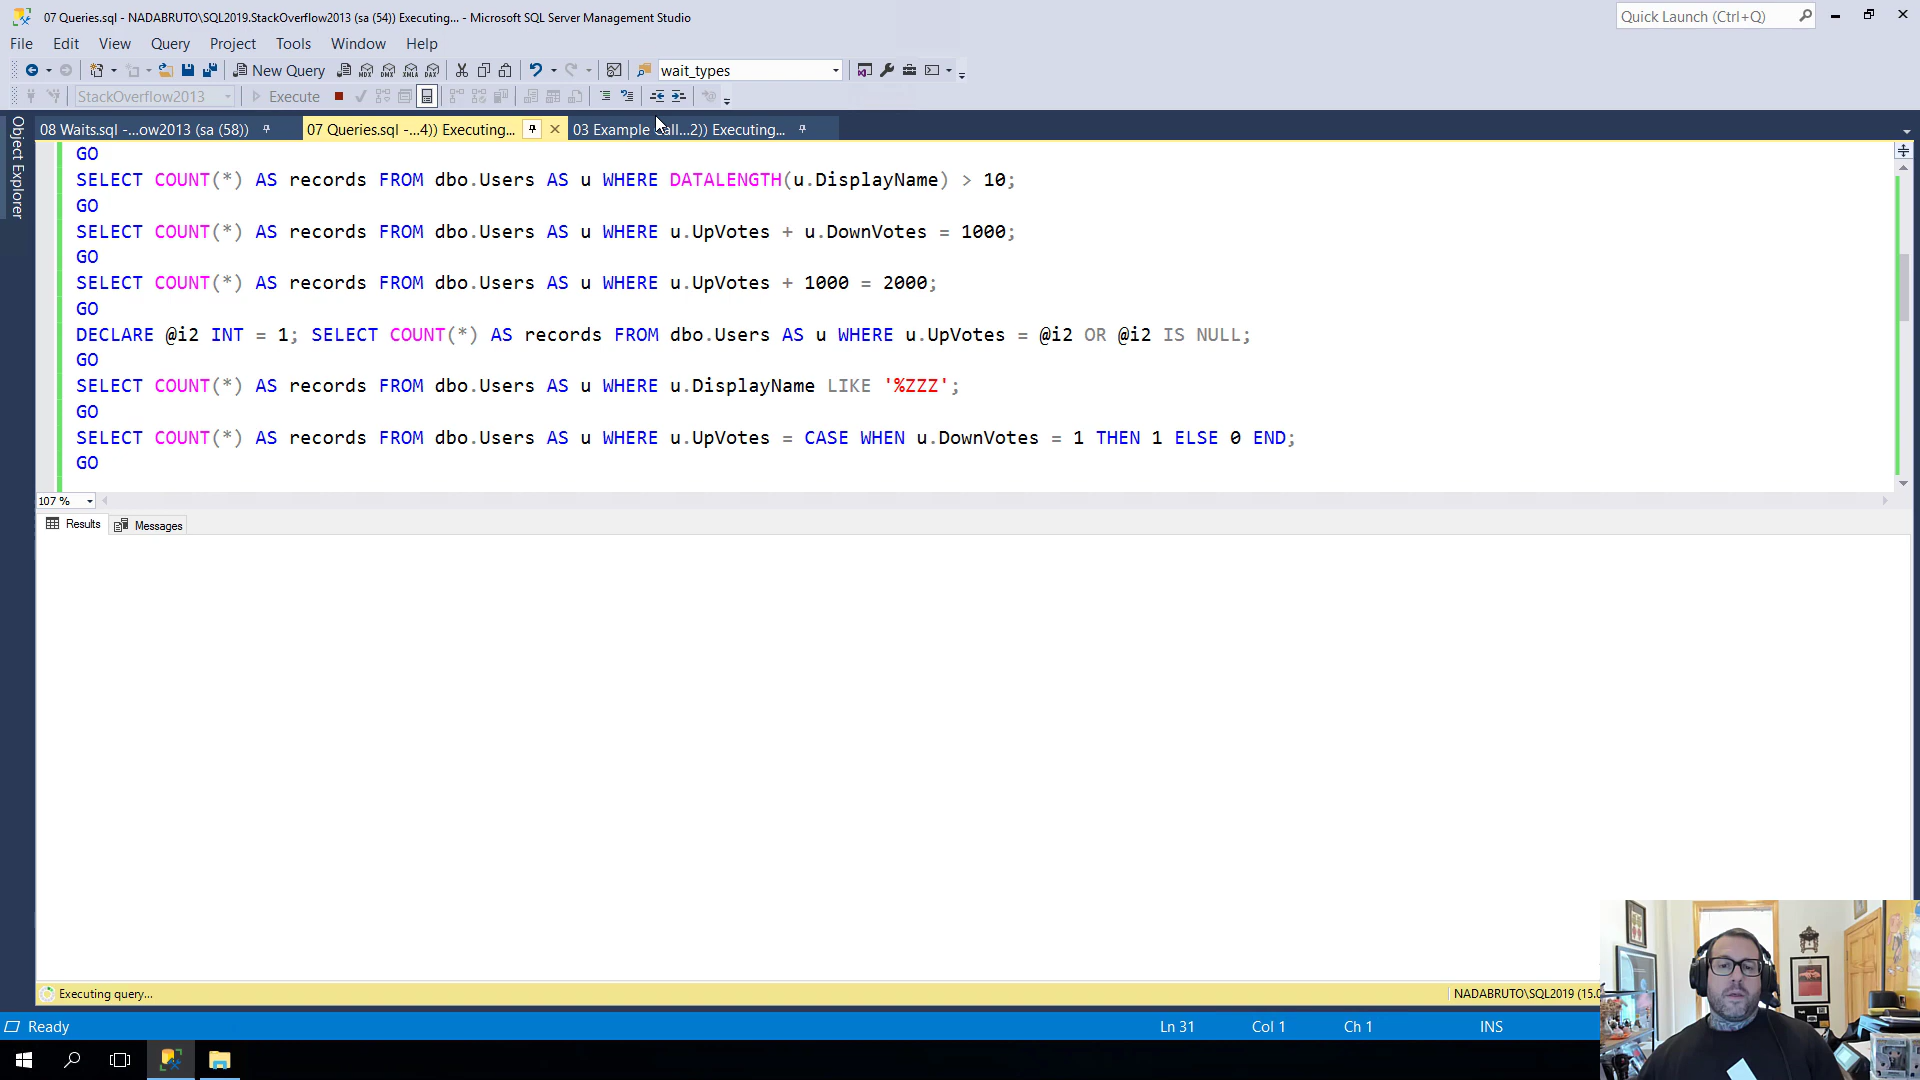 07 Queries.sql - NADABRUTO\SQL2019.StackOverflow2013 (sa (54)) Executing... - Microsoft SQL Server Management Studio
Quick Launch (Ctrl+Q)
File Edit View Query Project Tools Window Help
New Query
wait_types
StackOverflow2013
Execute
08 Waits.sql -...ow2013 (sa (58))
07 Queries.sql -...4)) Executing...
03 Example
all...2)) Executing...
Object Explorer
GO
SELECT COUNT(*) AS records FROM dbo.Users AS u WHERE DATALENGTH(u.DisplayName) > 10;
GO
SELECT COUNT(*) AS records FROM dbo.Users AS u WHERE u.UpVotes + u.DownVotes = 1000;
GO
SELECT COUNT(*) AS records FROM dbo.Users AS u WHERE u.UpVotes + 1000 = 2000;
GO
DECLARE @i2 INT = 1; SELECT COUNT(*) AS records FROM dbo.Users AS u WHERE u.UpVotes = @i2 OR @i2 IS NULL;
GO
SELECT COUNT(*) AS records FROM dbo.Users AS u WHERE u.DisplayName LIKE '%ZZZ';
GO
SELECT COUNT(*) AS records FROM dbo.Users AS u WHERE u.UpVotes = CASE WHEN u.DownVotes = 1 THEN 1 ELSE 0 END;
GO
107 %
Results Messages
Executing query...
NADABRUTO\SQL2019 (15.0
Ready
Ln 31
Col 1
Ch 1
INS